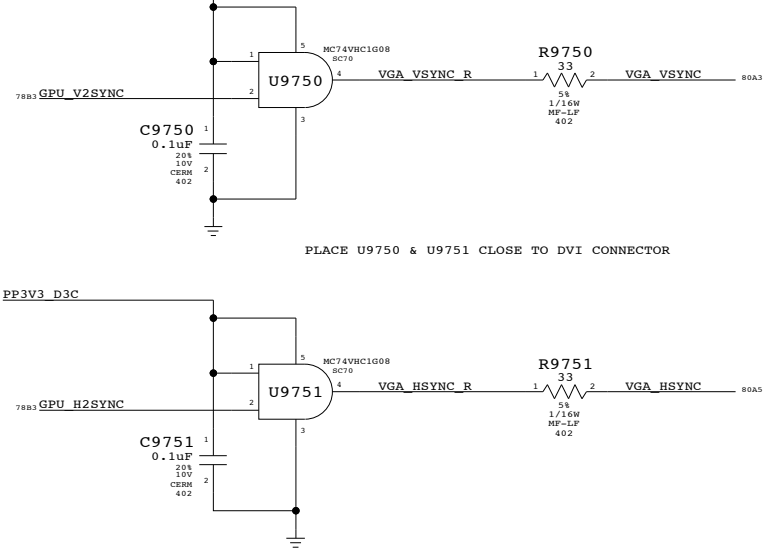 5
MC74VHC1G08
SC70
1
U9750
4
VGA_VSYNC_R
R9750
33
1
2
VGA_VSYNC
80A3
5%
1/16W
MF-LF
402
78B3
GPU_V2SYNC
2
3
C9750
1
0.1uF
20%
10V
CERM
402
2
PLACE U9750 & U9751 CLOSE TO DVI CONNECTOR
PP3V3_D3C
5
MC74VHC1G08
SC70
1
U9751
4
VGA_HSYNC_R
R9751
33
1
2
VGA_HSYNC
80A5
5%
1/16W
MF-LF
402
78B3
GPU_H2SYNC
2
3
C9751
1
0.1uF
20%
10V
CERM
402
2